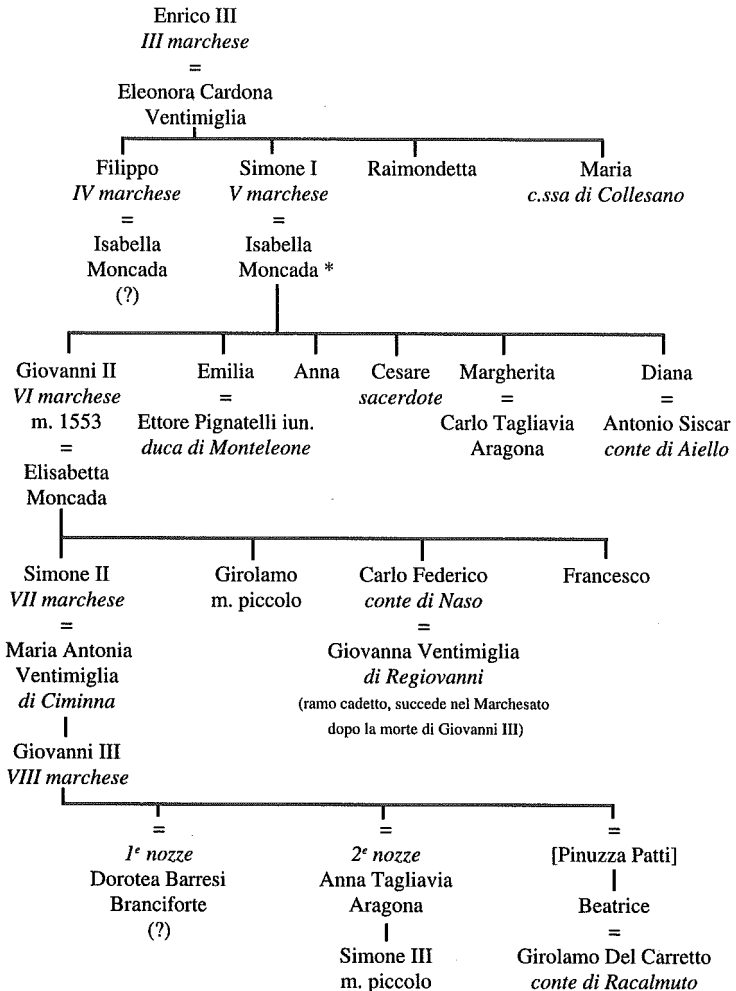 Enrico III
III marchese
=
Eleonora Cardona
Ventimiglia
Filippo
IV marchese
=
Isabella
Moncada
(?)
Simone I
V marchese
=
Isabella
Moncada *
Raimondetta
Maria
c.ssa di Collesano
Giovanni II
VI marchese
m. 1553
=
Elisabetta
Moncada
Emilia
=
Ettore Pignatelli iun.
duca di Monteleone
Anna
Cesare
sacerdote
Margherita
=
Carlo Tagliavia
Aragona
Diana
=
Antonio Siscar
conte di Aiello
Simone II
VII marchese
=
Maria Antonia
Ventimiglia
di Ciminna
Girolamo
m. piccolo
Carlo Federico
conte di Naso
=
Giovanna Ventimiglia
di Regiovanni
(ramo cadetto, succede nel Marchesato
dopo la morte di Giovanni III)
Francesco
Giovanni III
VIII marchese
=
1e nozze
Dorotea Barresi
Branciforte
(?)
=
2e nozze
Anna Tagliavia
Aragona
Simone III
m. piccolo
=
[Pinuzza Patti]
Beatrice
=
Girolamo Del Carretto
conte di Racalmuto